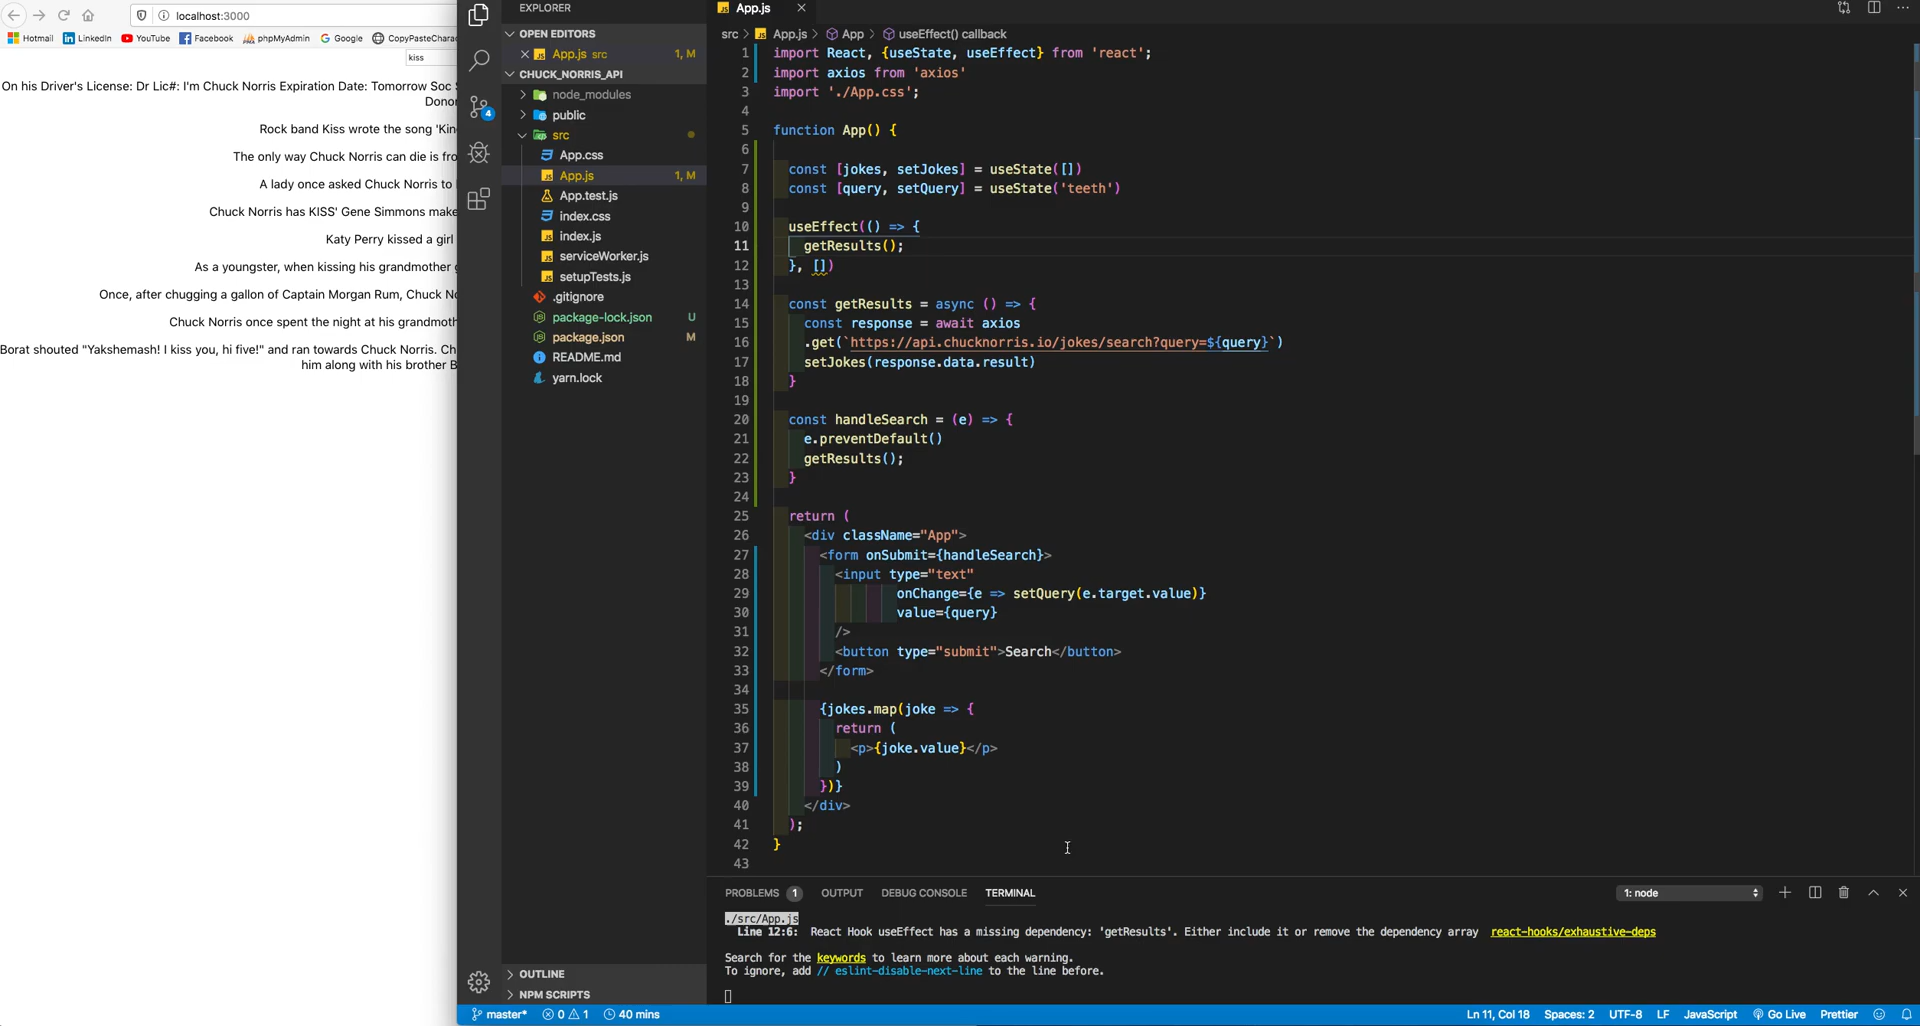 localhost:3000
Hotmail LinkedIn YouTube Facebook phpMyAdmin Google CopyPasteChara
kiss
On his Driver's License: Dr Lic#: I'm Chuck Norris Expiration Date: Tomorrow Soc
Donor
Rock band Kiss wrote the song 'Kin
The only way Chuck Norris can die is fro
A lady once asked Chuck Norris to
Chuck Norris has KISS' Gene Simmons make
Katy Perry kissed a girl
As a youngster, when kissing his grandmother
Once, after chugging a gallon of Captain Morgan Rum, Chuck No
Chuck Norris once spent the night at his grandmoth
Borat shouted "Yakshemash! I kiss you, hi five!" and ran towards Chuck Norris. Ch
him along with his brother B
EXPLORER
OPEN EDITORS
App.js src 1, M
CHUCK_NORRIS_API
node_modules
public
src
4
App.css
App.js 1, M
App.test.js
index.css
index.js
serviceWorker.js
setupTests.js
.gitignore
package-lock.json U
package.json M
README.md
yarn.lock
OUTLINE
NPM SCRIPTS
App.js
src > App.js > App > useEffect() callback
1 import React, {useState, useEffect} from 'react';
2 import axios from 'axios'
3 import './App.css';
4
5 function App() {
6
7 const [jokes, setJokes] = useState([])
8 const [query, setQuery] = useState('teeth')
9
10 useEffect(() => {
11 getResults();
12 }, [])
13
14 const getResults = async () => {
15 const response = await axios
16 .get(`https://api.chucknorris.io/jokes/search?query=${query}`)
17 setJokes(response.data.result)
18 }
19
20 const handleSearch = (e) => {
21 e.preventDefault()
22 getResults();
23 }
24
25 return (
26 <div className="App">
27 <form onSubmit={handleSearch}>
28 <input type="text"
29 onChange={e => setQuery(e.target.value)}
30 value={query}
31 />
32 <button type="submit">Search</button>
33 </form>
34
35 {jokes.map(joke => {
36 return (
37 <p>{joke.value}</p>
38 )
39 })}
40 </div>
41 );
42 }
43
PROBLEMS 1 OUTPUT DEBUG CONSOLE TERMINAL 1: node
./src/App.js
Line 12:6: React Hook useEffect has a missing dependency: 'getResults'. Either include it or remove the dependency array react-hooks/exhaustive-deps
Search for the keywords to learn more about each warning.
To ignore, add // eslint-disable-next-line to the line before.
master* 0 1 40 mins Ln 11, Col 18 Spaces: 2 UTF-8 LF JavaScript Go Live Prettier